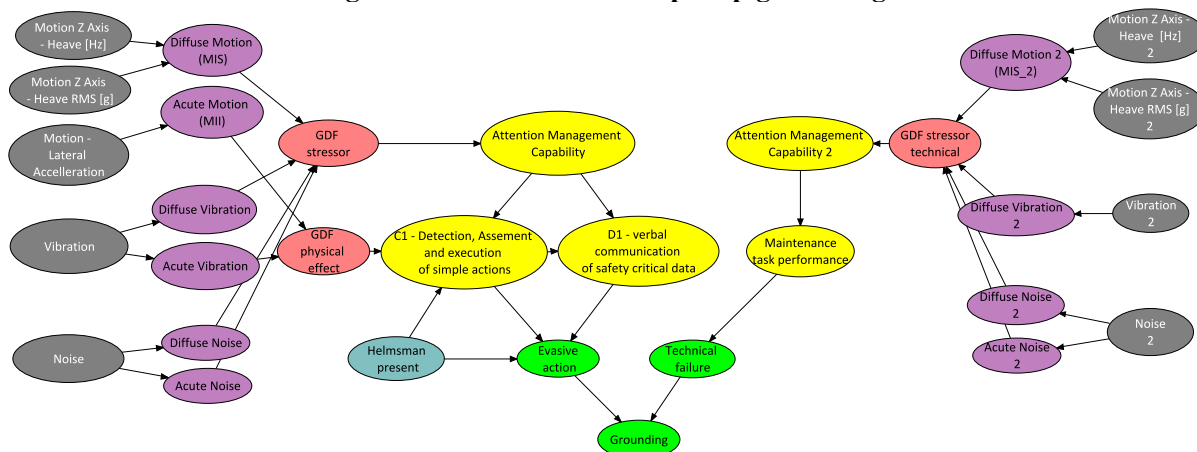 Motion Z Axis
- Heave [Hz]
Motion Z Axis
- Heave RMS [g]
Motion -
Lateral
Accelleration
Vibration
Noise
Diffuse Motion
(MIS)
Acute Motion
(MII)
Diffuse Vibration
Acute Vibration
Diffuse Noise
Acute Noise
GDF
stressor
GDF
physical
effect
Attention Management
Capability
C1 - Detection, Assement
and execution
of simple actions
D1 - verbal
communication
of safety critical data
Helmsman
present
Evasive
action
Technical
failure
Grounding
Attention Management
Capability 2
Maintenance
task performance
GDF stressor
technical
Diffuse Motion 2
(MIS_2)
Diffuse Vibration
2
Diffuse Noise
2
Acute Noise
2
Motion Z Axis -
Heave  [Hz]
2
Motion Z Axis -
Heave RMS [g]
2
Vibration
2
Noise
2